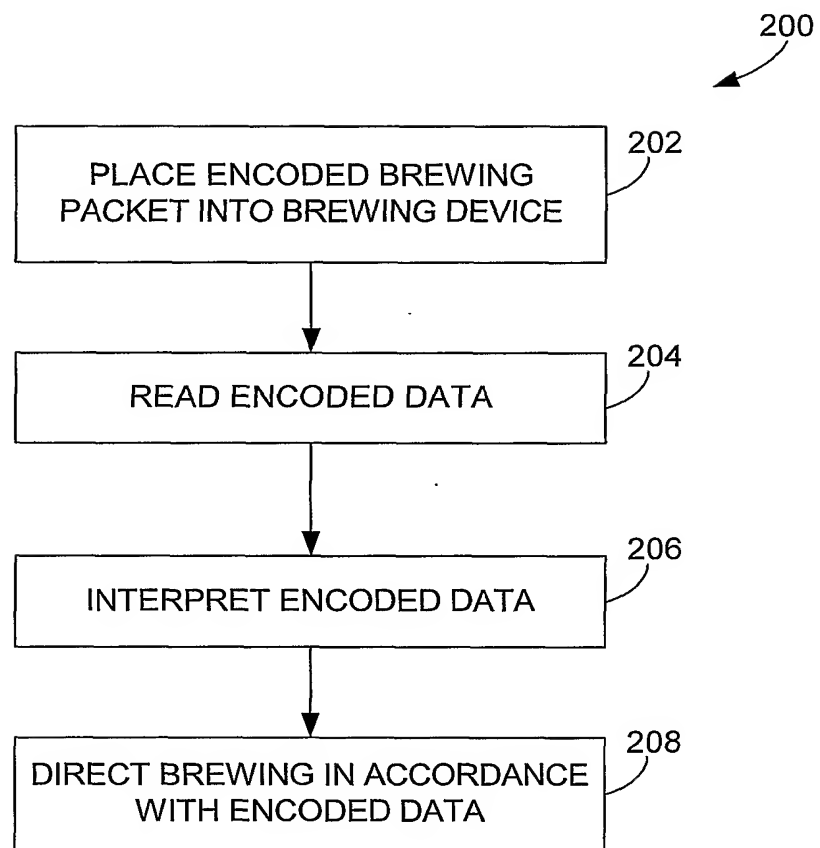 200
202
PLACE ENCODED BREWING
PACKET INTO BREWING DEVICE
204
READ ENCODED DATA
206
INTERPRET ENCODED DATA
208
DIRECT BREWING IN ACCORDANCE
WITH ENCODED DATA